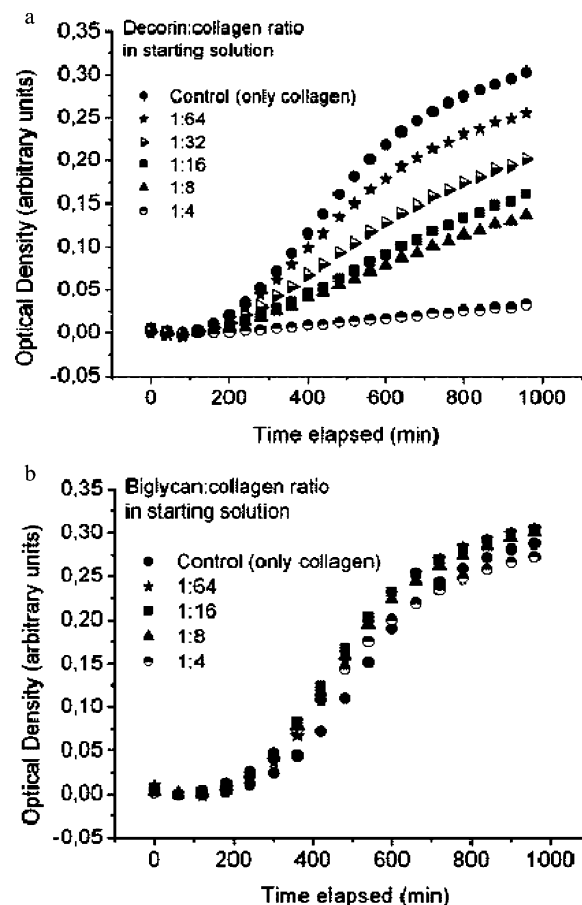 a
Decorin:collagen ratio
in starting solution
Control (only collagen)
1:64
1:32
1:16
1:8
1:4
0,35
0,30
0,25
0,20
0,15
0,10
0,05
0,00
-0,05
Optical Density (arbitrary units)
0 200 400 600 800 1000
Time elapsed (min)
b
Biglycan:collagen ratio
in starting solution
Control (only collagen)
1:64
1:16
1:8
1:4
0,35
0,30
0,25
0,20
0,15
0,10
0,05
0,00
-0,05
Optical Density (arbitrary units)
0 200 400 600 800 1000
Time elapsed (min)